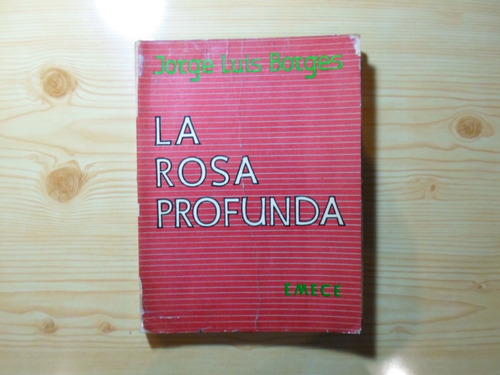 Jorge Luis Borges
LA
ROSA
PROFUNDA
EMECE